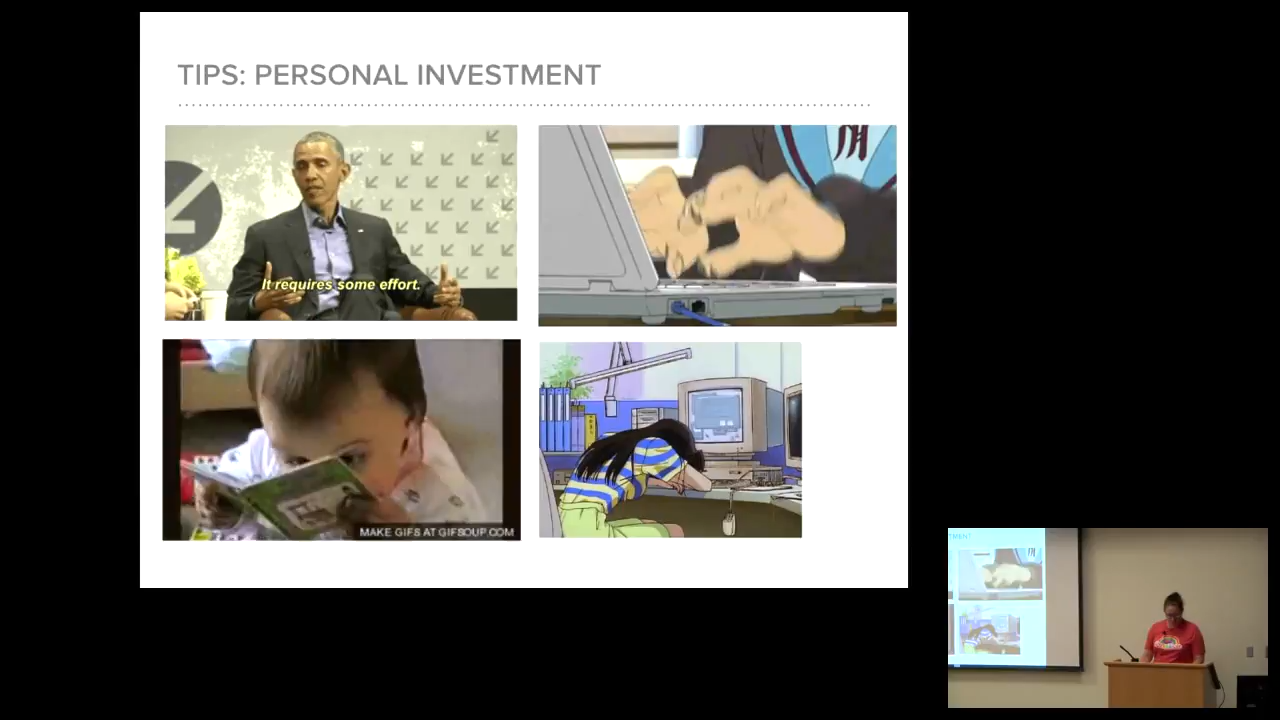 TIPS: PERSONAL INVESTMENT
It requires some effort.
MAKE GIFS AT GIFSOUP.COM